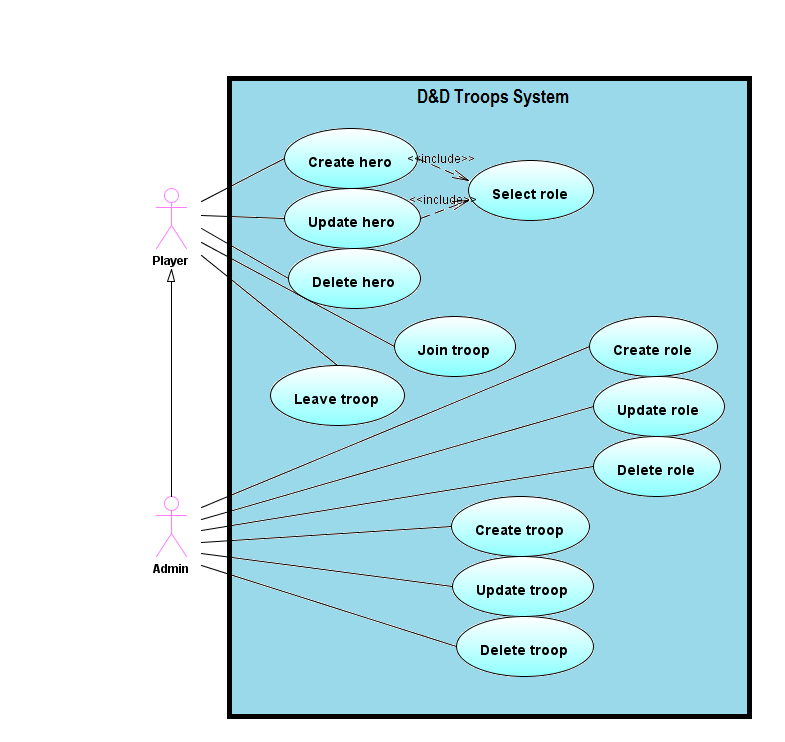 D&D Troops System
Create hero
<<include>>
Select role
Update hero
<<include>>
Player
Delete hero
Join troop
Create role
Leave troop
Update role
Delete role
Create troop
Admin
Update troop
Delete troop